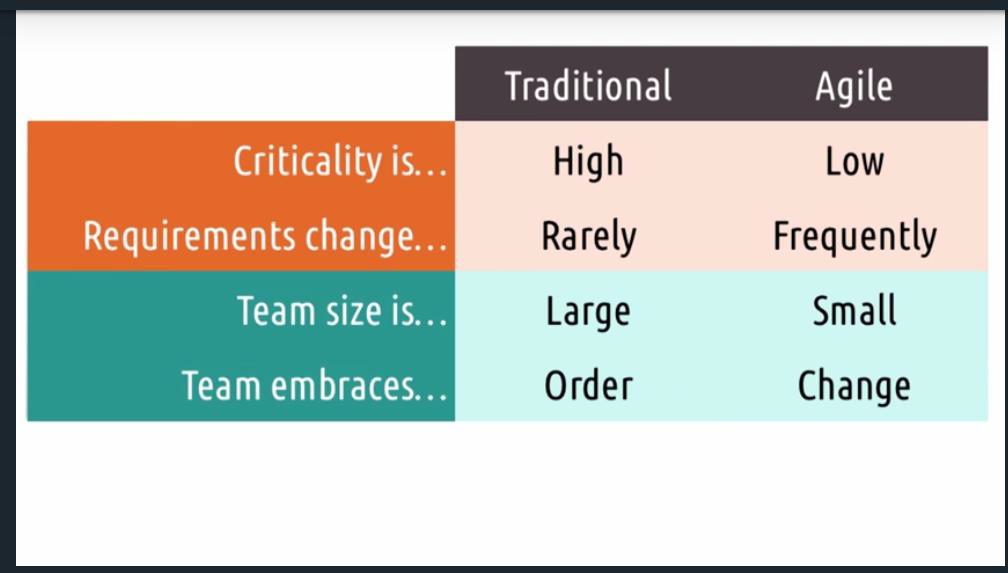 Traditional Agile
Criticality is... High Low
Requirements change... Rarely Frequently
Team size is... Large Small
Team embraces... Order Change